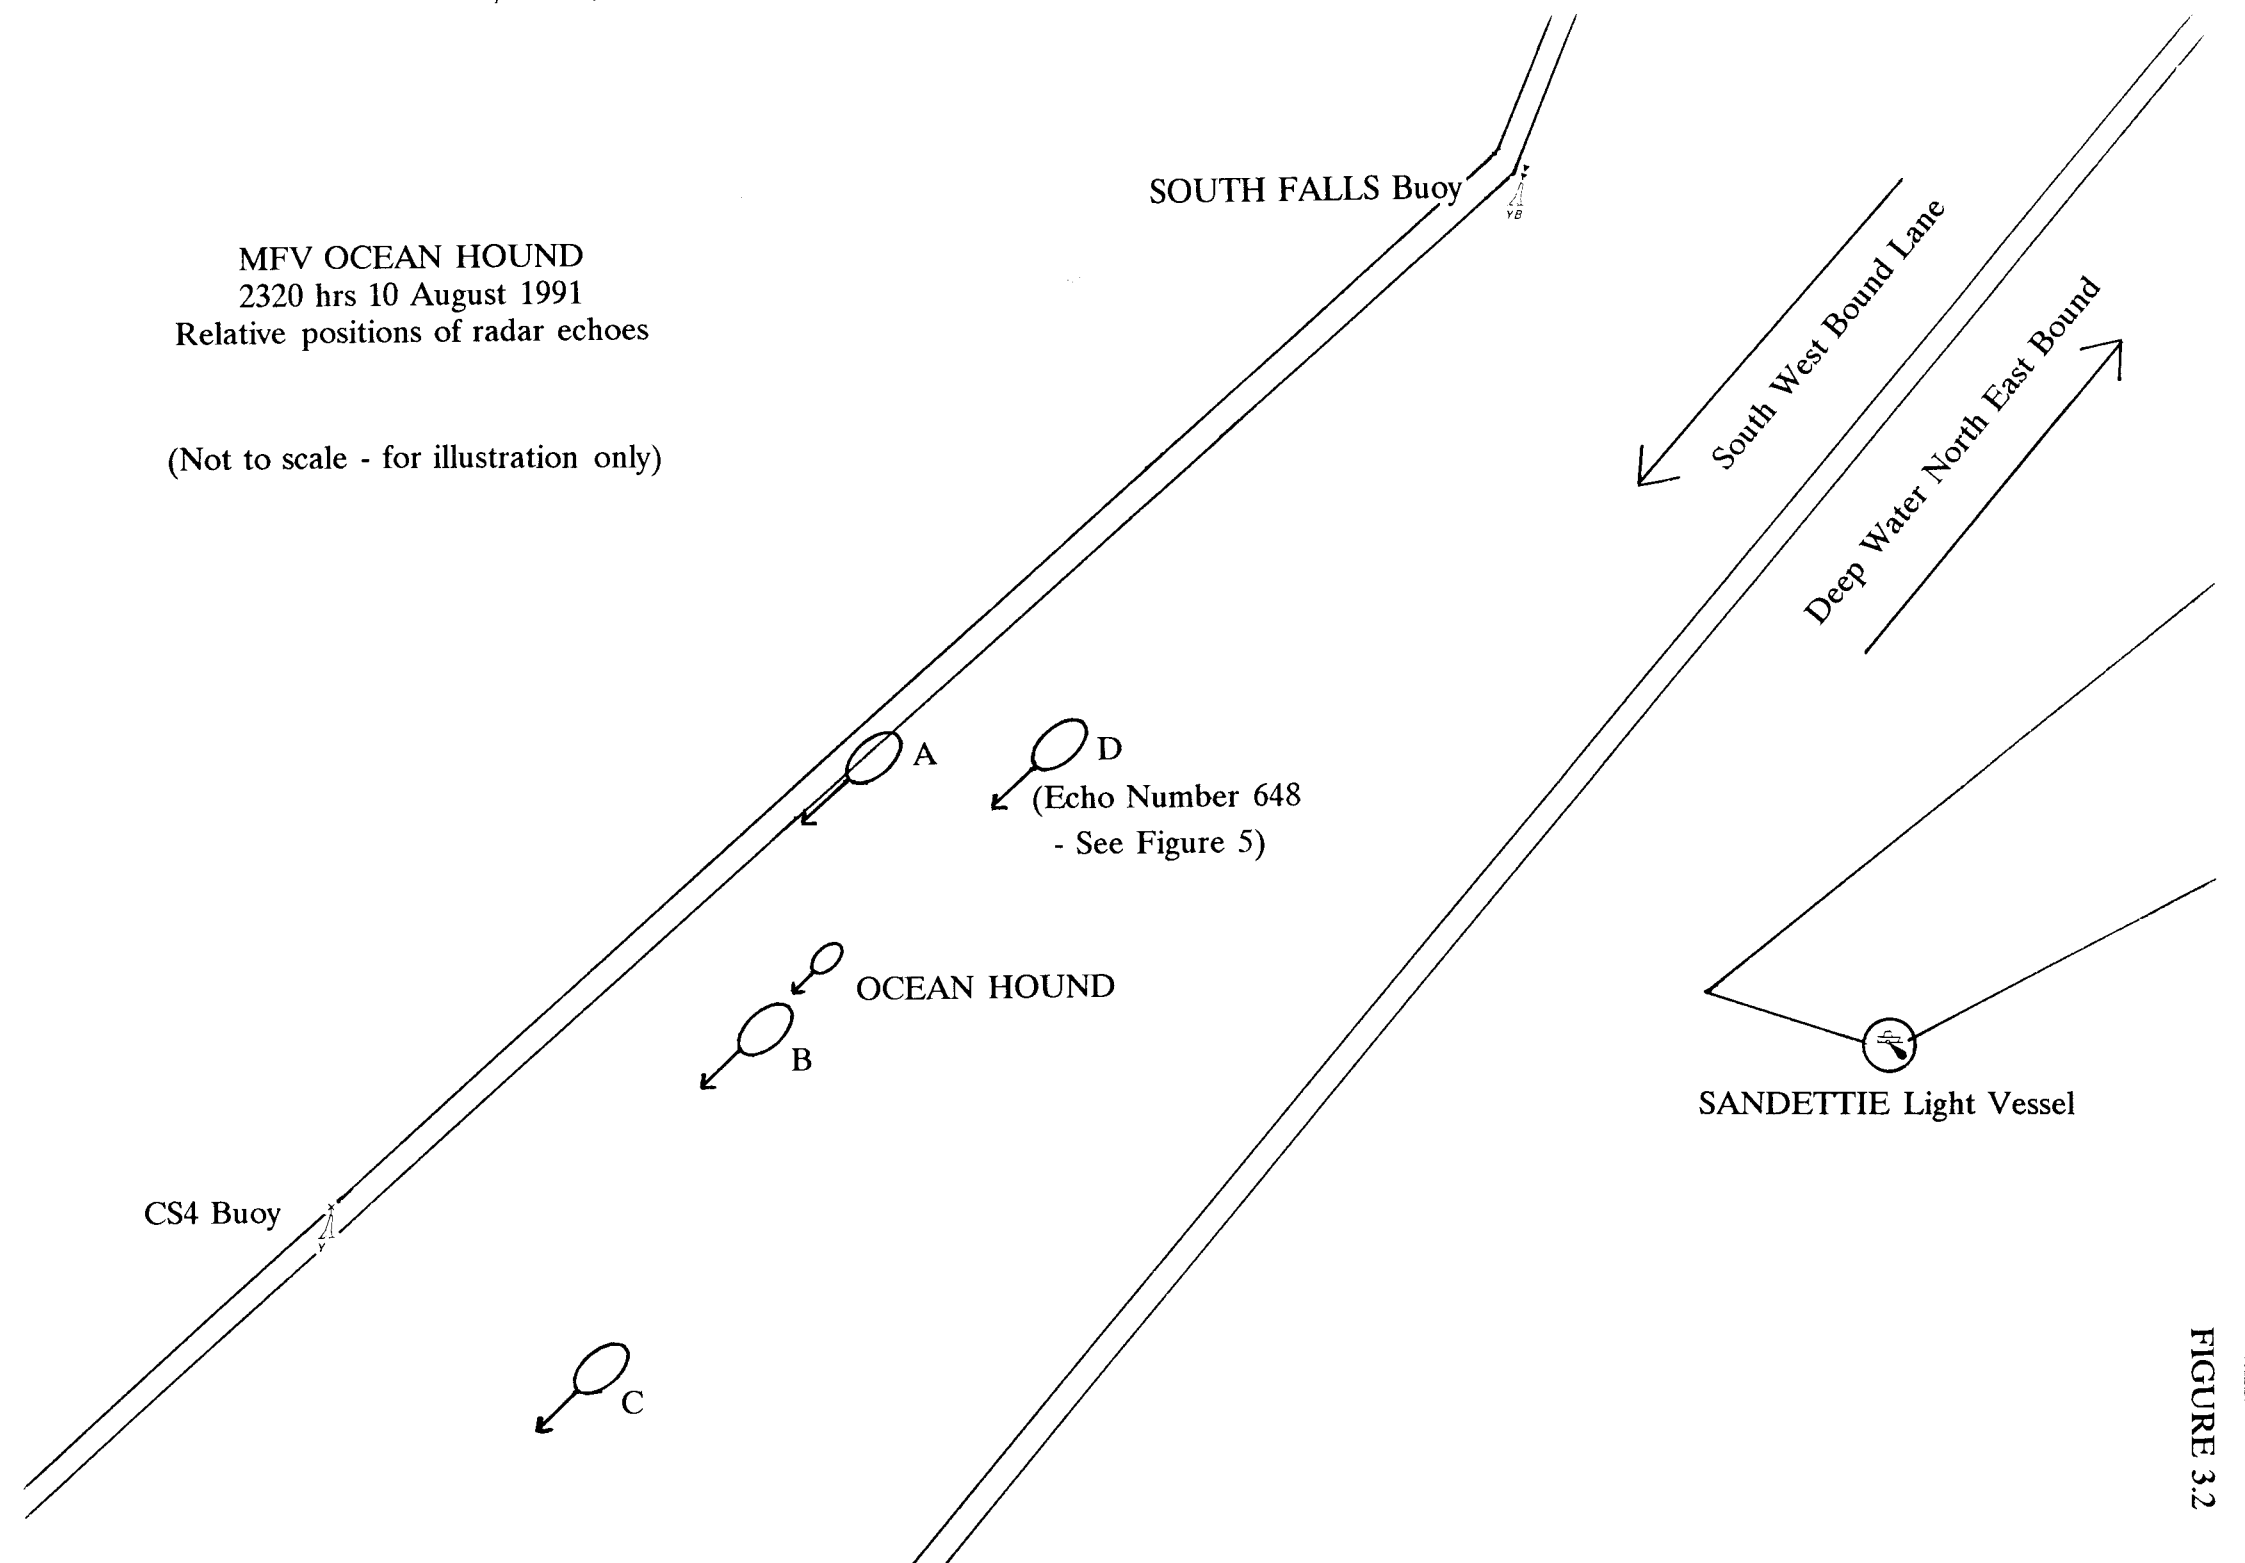 MFV OCEAN HOUND
2320 hrs 10 August 1991
Relative positions of radar echoes
(Not to scale - for illustration only)
SOUTH FALLS Buoy
YB
South West Bound Lane
Deep Water North East Bound
A
D
(Echo Number 648
- See Figure 5)
OCEAN HOUND
B
SANDETTIE Light Vessel
CS4 Buoy
Y
C
FIGURE 3.2